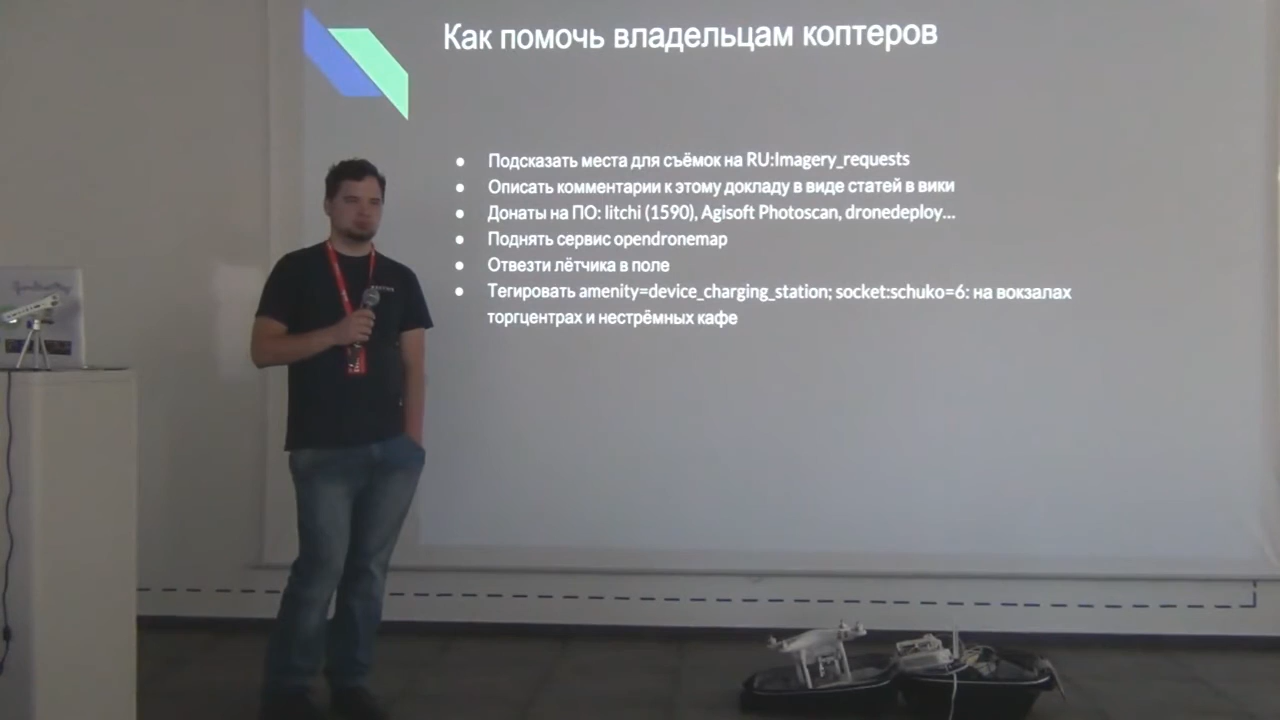 Как помочь владельцам коптеров
● Подсказать места для съёмок на RU:Imagery_requests
● Описать комментарии к этому докладу в виде статей в вики
● Донаты на ПО: litchi (1590), Agisoft Photoscan, dronedeploy...
● Поднять сервис opendronemap
● Отвезти лётчика в поле
● Тегировать amenity=device_charging_station; socket:schuko=6: на вокзалах
торгцентрах и нестрёмных кафе